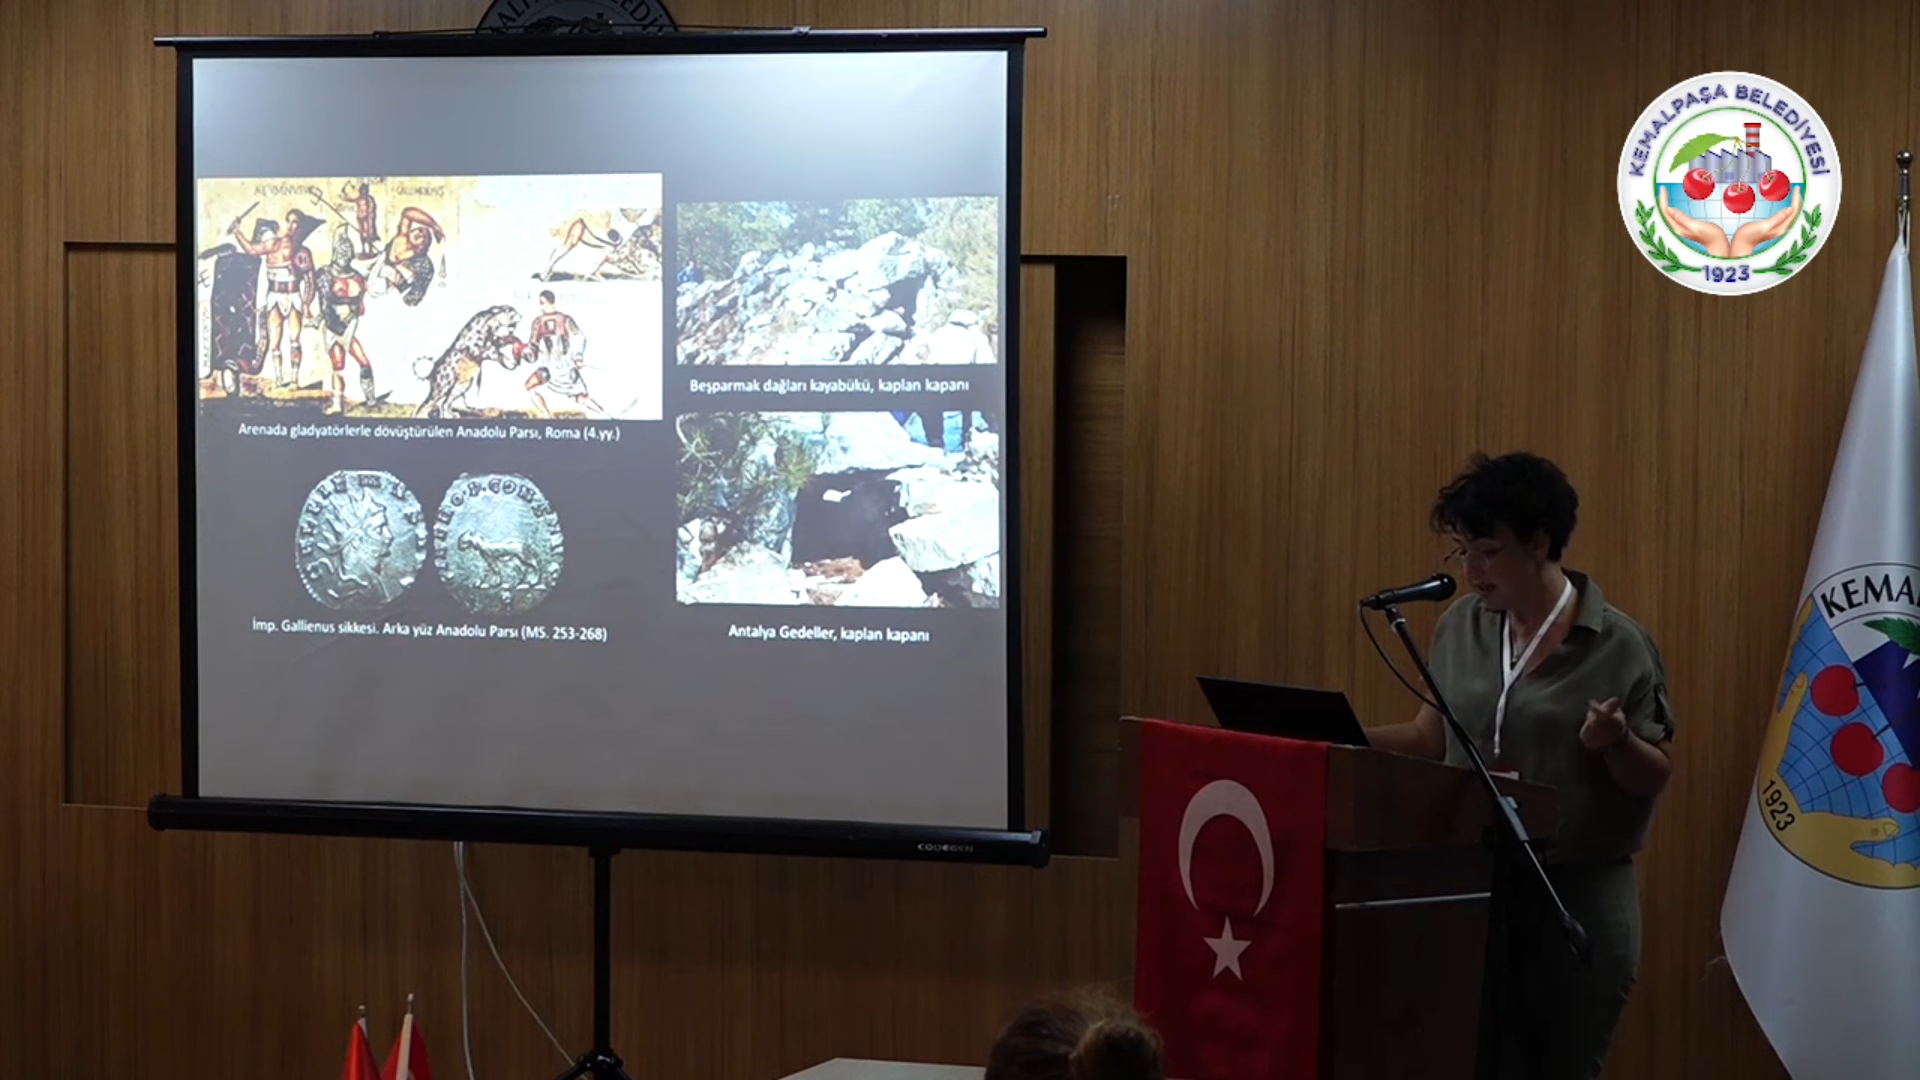 KEMALPAŞA BELEDİYESİ
1923
Beşparmak dağları kayabükü, kaplan kapanı
Arenada gladyatörlerle dövüştürülen Anadolu Parsı, Roma (4.yy.)
İmp. Gallienus sikkesi. Arka yüz Anadolu Parsı (MS. 253-268)
Antalya Gedeller, kaplan kapanı
CODEGEN
1923